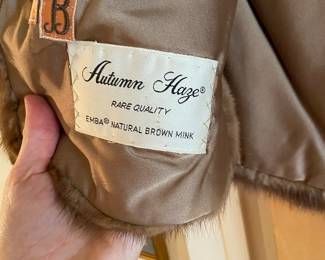 B
Autumn Haze®
RARE QUALITY
EMBA® NATURAL BROWN MINK